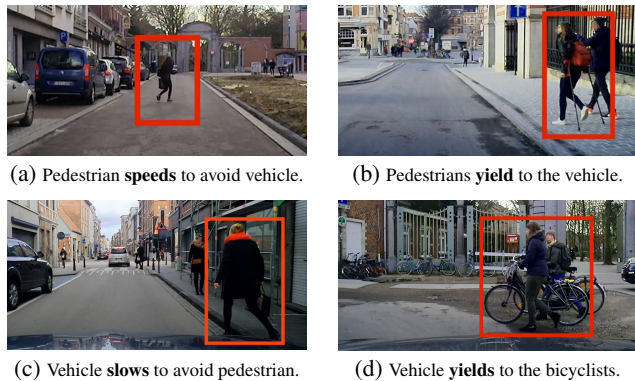 (a) Pedestrian speeds to avoid vehicle.
(b) Pedestrians yield to the vehicle.
(c) Vehicle slows to avoid pedestrian.
(d) Vehicle yields to the bicyclists.